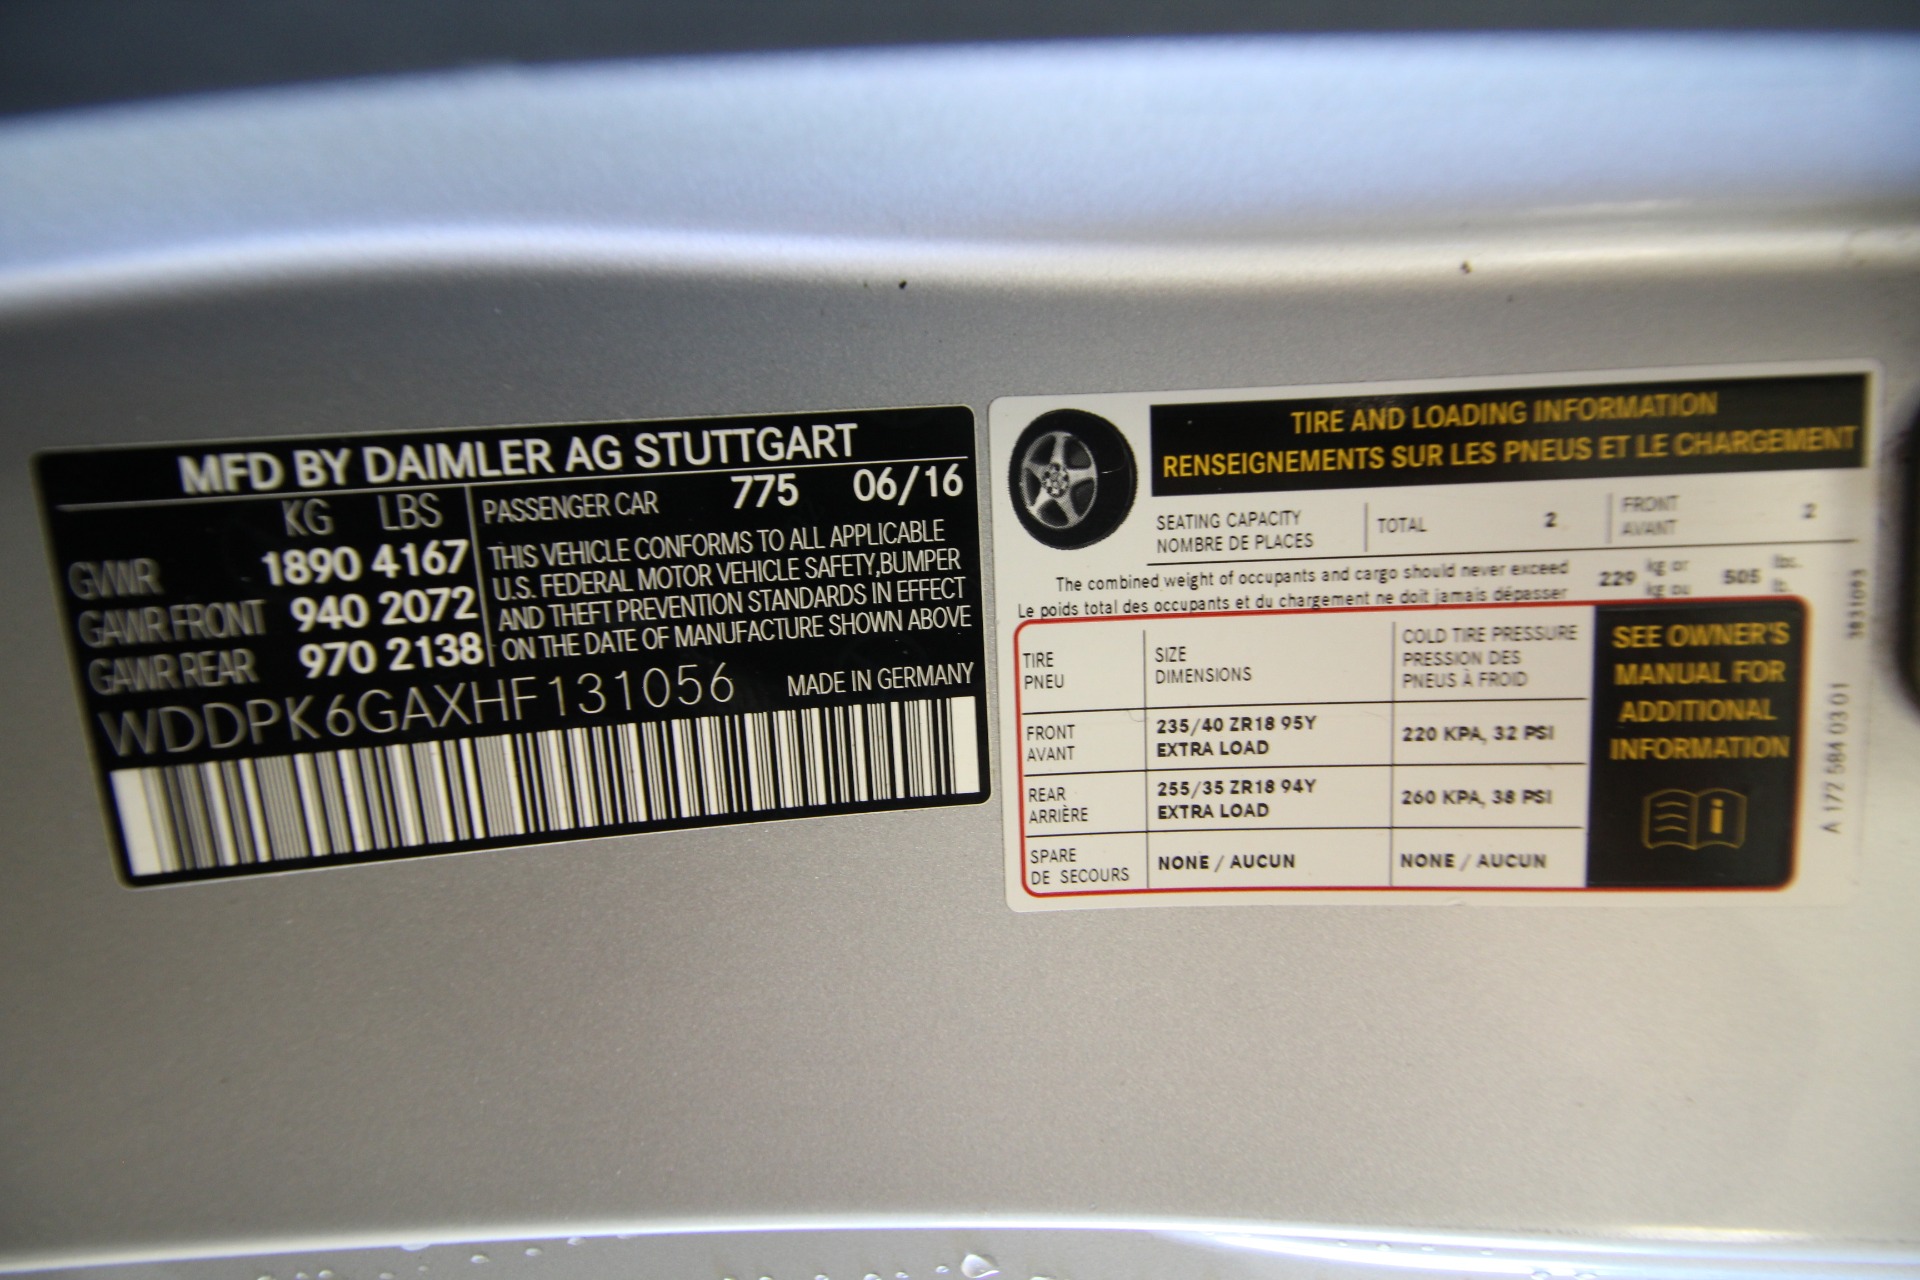 MFD BY DAIMLER AG STUTTGART
KG LBS
GVWR 1890 4167
GAWR FRONT 940 2072
GAWR REAR 970 2138
PASSENGER CAR 775 06/16
THIS VEHICLE CONFORMS TO ALL APPLICABLE
U.S. FEDERAL MOTOR VEHICLE SAFETY,BUMPER
AND THEFT PREVENTION STANDARDS IN EFFECT
ON THE DATE OF MANUFACTURE SHOWN ABOVE
WDDPK6GAXHF131056 MADE IN GERMANY
TIRE AND LOADING INFORMATION
RENSEIGNEMENTS SUR LES PNEUS ET LE CHARGEMENT
SEATING CAPACITY
NOMBRE DE PLACES
TOTAL 2
FRONT
AVANT
2
The combined weight of occupants and cargo should never exceed
Le poids total des occupants et du chargement ne doit jamais dépasser
229 kg or
kg ou
505 lbs.
lb.
TIRE
PNEU
SIZE
DIMENSIONS
COLD TIRE PRESSURE
PRESSION DES
PNEUS À FROID
FRONT
AVANT
235/40 ZR18 95Y
EXTRA LOAD
220 KPA, 32 PSI
REAR
ARRIÈRE
255/35 ZR18 94Y
EXTRA LOAD
260 KPA, 38 PSI
SPARE
DE SECOURS
NONE / AUCUN
NONE / AUCUN
SEE OWNER'S
MANUAL FOR
ADDITIONAL
INFORMATION
A 172 584 03 01